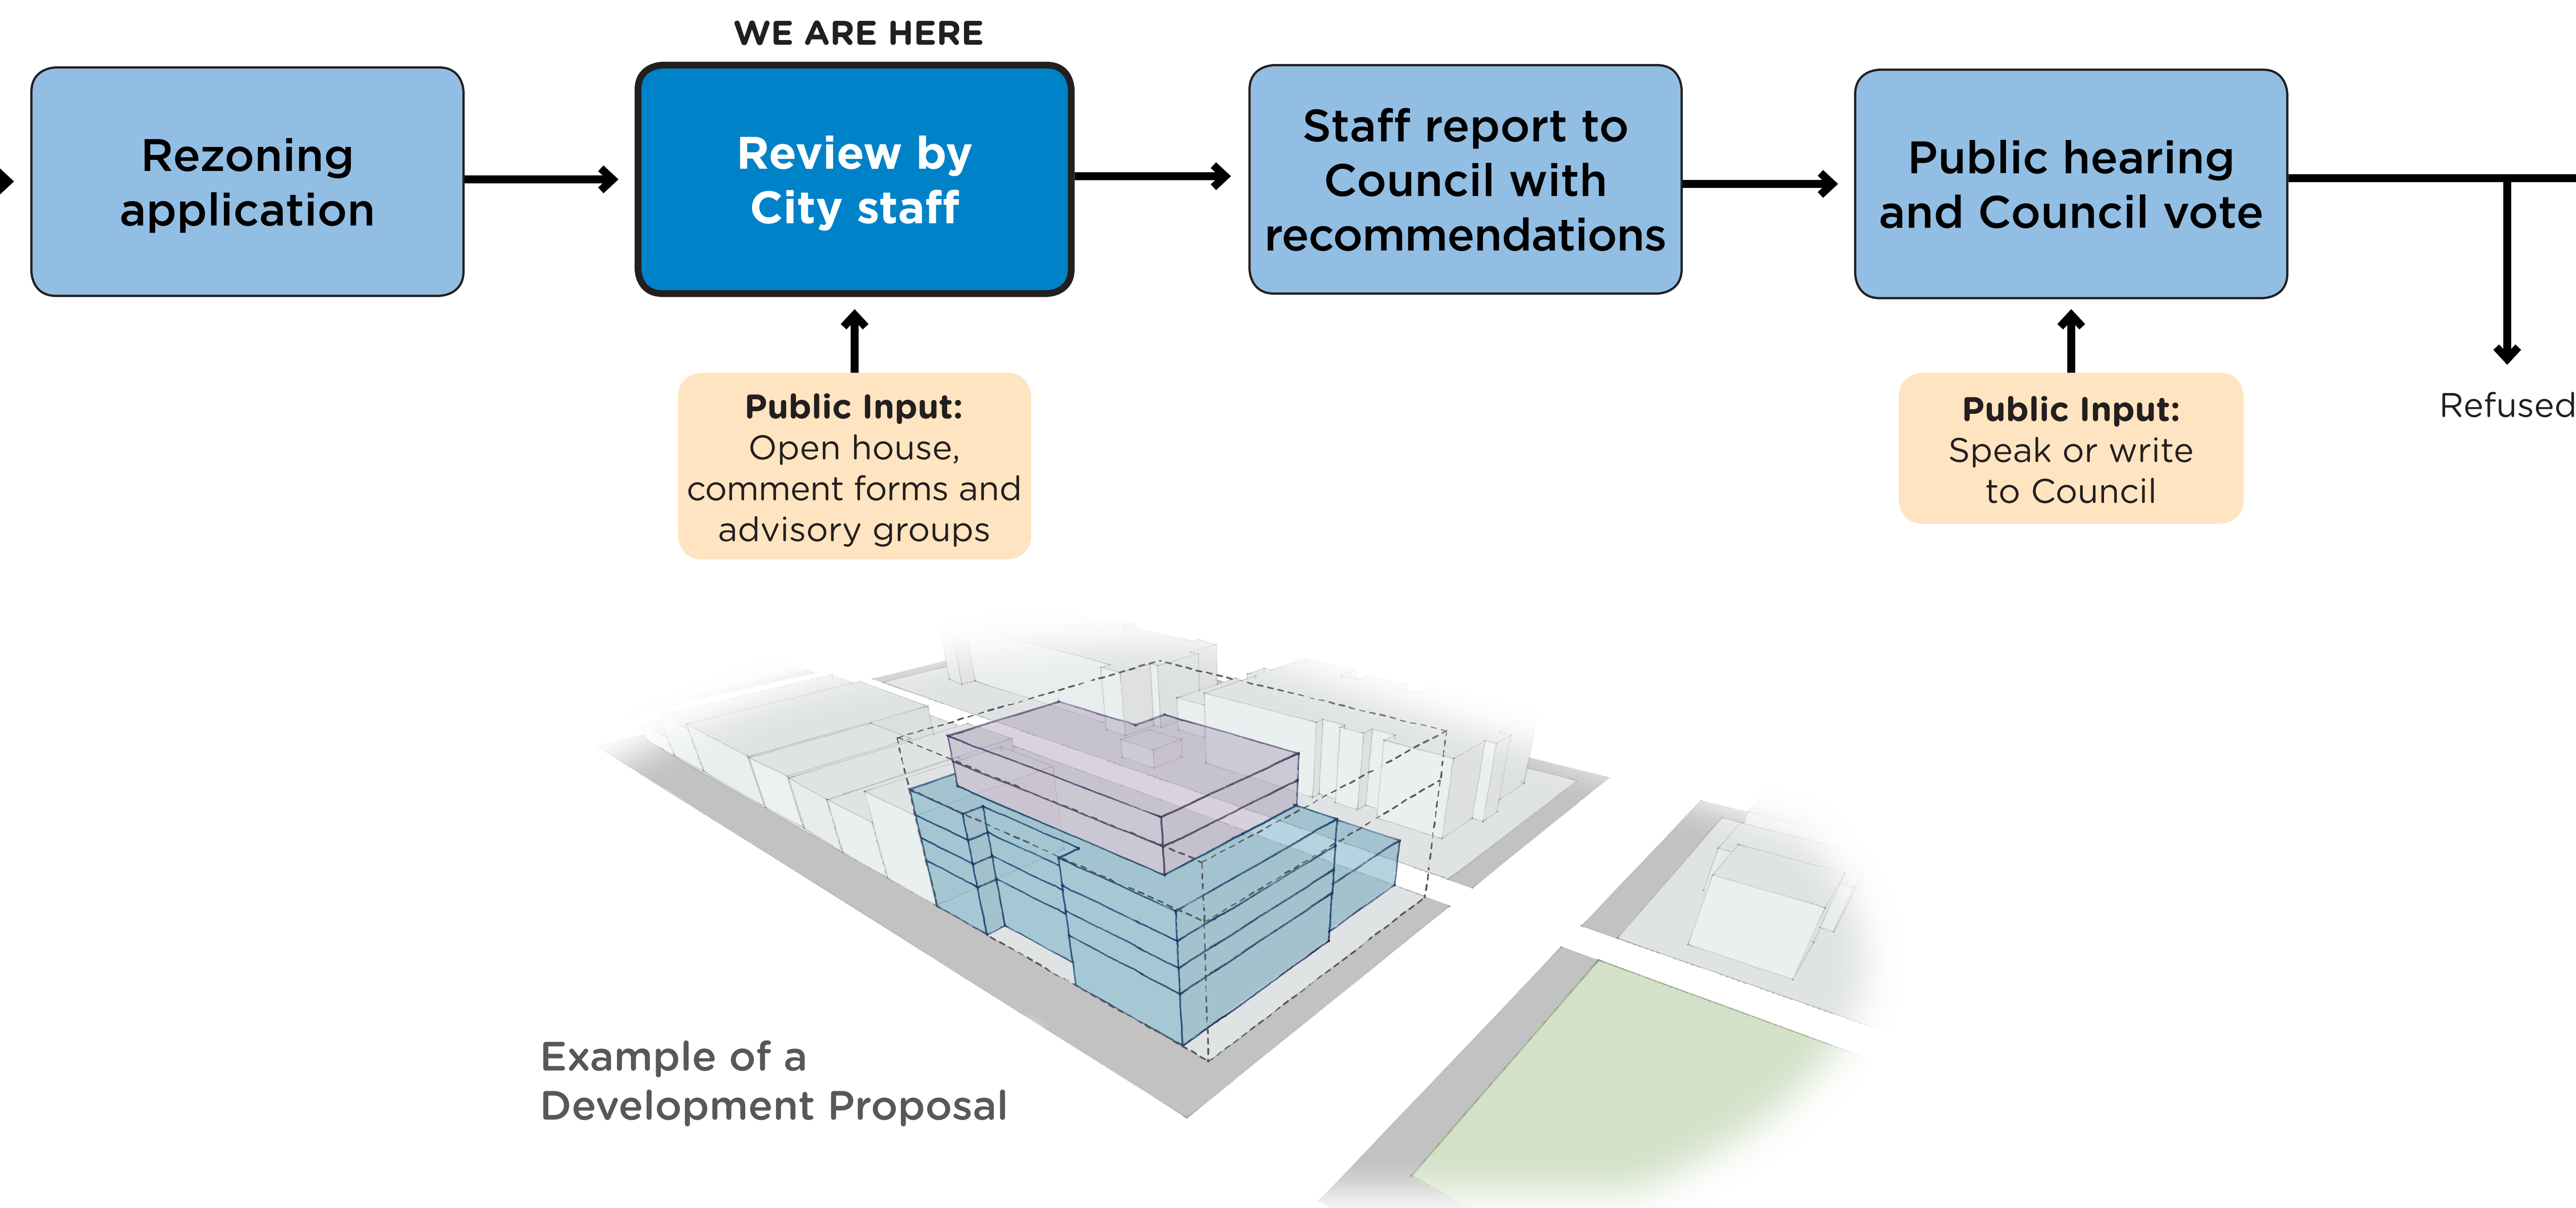 WE ARE HERE
Rezoning
application
Review by
City staff
Staff report to
Council with
recommendations
Public hearing
and Council vote
Public Input:
Open house,
comment forms and
advisory groups
Public Input:
Speak or write
to Council
Refused
Example of a
Development Proposal